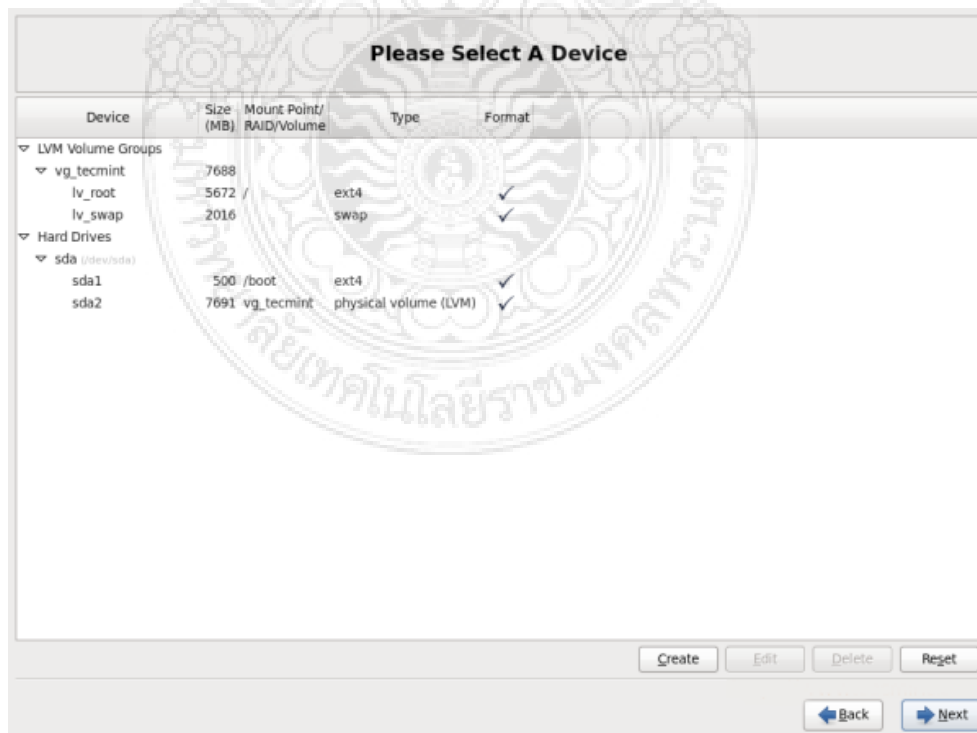 Please Select A Device
Device Size (MB) Mount Point/ RAID/Volume Type Format
LVM Volume Groups
vg_tecmint 7688
lv_root 5672 / ext4 ✓
lv_swap 2016 swap ✓
Hard Drives
sda (/dev/sda)
sda1 500 /boot ext4 ✓
sda2 7691 vg_tecmint physical volume (LVM) ✓
Create Edit Delete Reset
Back Next